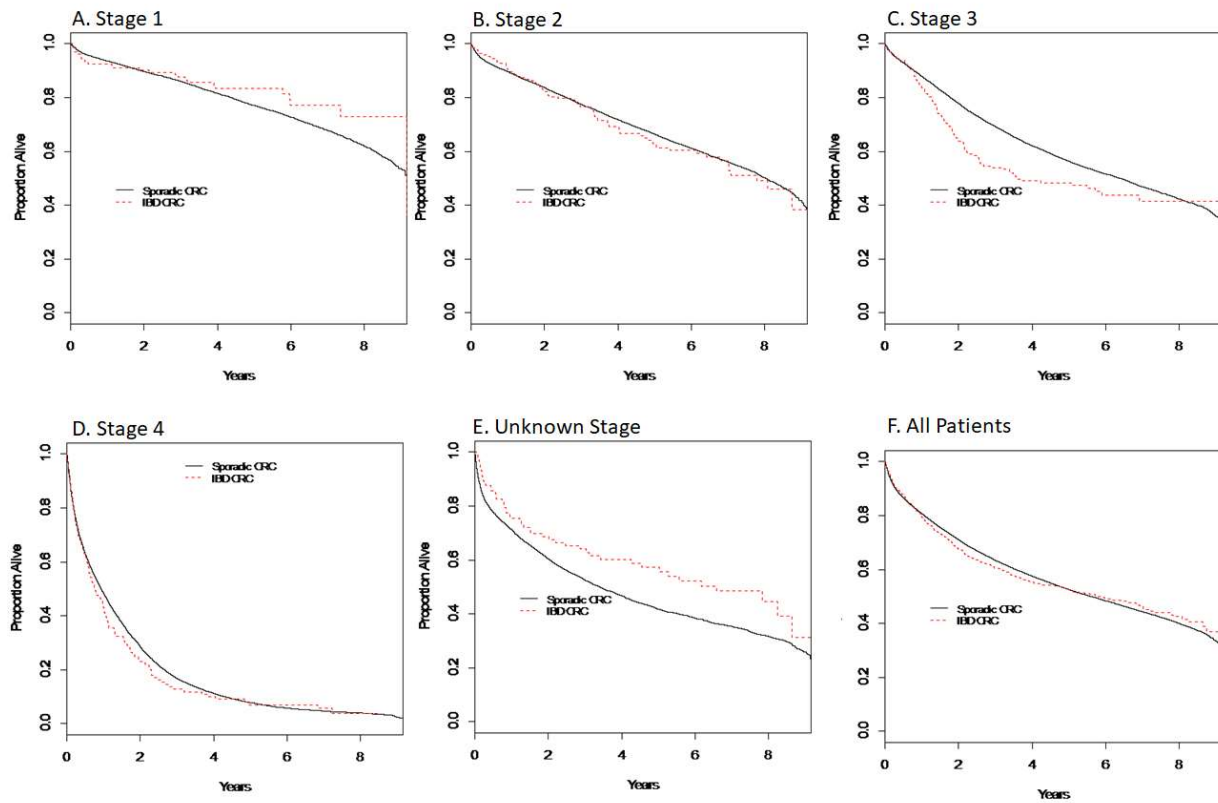 A. Stage 1
B. Stage 2
C. Stage 3
Proportion Alive
1.0
0.8
0.6
0.4
0.2
0.0
Sporadic CRC
IBD CRC
0 2 4 6 8
Years
Proportion Alive
1.0
0.8
0.6
0.4
0.2
0.0
Sporadic CRC
IBD CRC
0 2 4 6 8
Years
Proportion Alive
1.0
0.8
0.6
0.4
0.2
0.0
Sporadic CRC
IBD CRC
0 2 4 6 8
Years
D. Stage 4
E. Unknown Stage
F. All Patients
Proportion Alive
1.0
0.8
0.6
0.4
0.2
0.0
Sporadic CRC
IBD CRC
0 2 4 6 8
Years
Proportion Alive
1.0
0.8
0.6
0.4
0.2
0.0
Sporadic CRC
IBD CRC
0 2 4 6 8
Years
Proportion Alive
1.0
0.8
0.6
0.4
0.2
0.0
Sporadic CRC
IBD CRC
0 2 4 6 8
Years